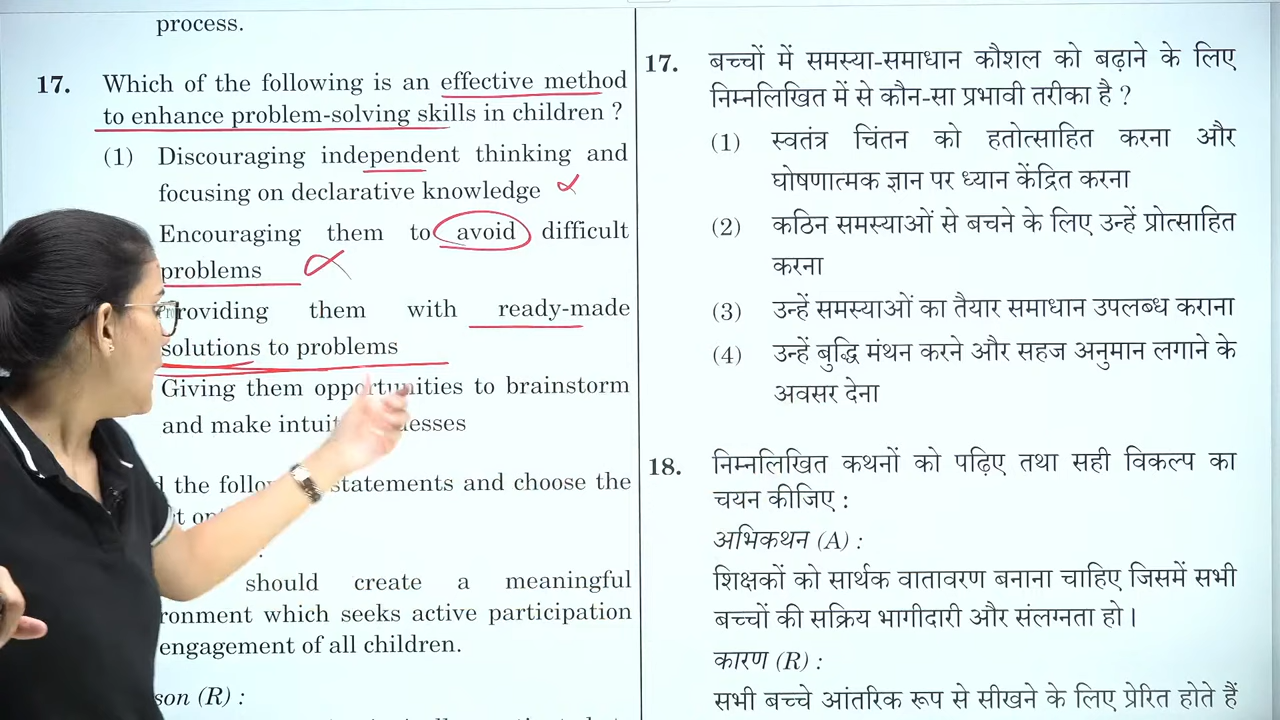 process.
17. Which of the following is an effective method
to enhance problem-solving skills in children ?
(1) Discouraging independent thinking and
focusing on declarative knowledge
Encouraging them to avoid difficult
problems
Providing them with ready-made
solutions to problems
Giving them opportunities to brainstorm
and make
the statements and choose the
should create a meaningful
which seeks active participation
engagement of all children.
(R) :
17. बच्चों में समस्या-समाधान कौशल को बढ़ाने के लिए
निम्नलिखित में से कौन-सा प्रभावी तरीका है ?
(1) स्वतंत्र चिंतन को हतोत्साहित करना और
घोषणात्मक ज्ञान पर ध्यान केंद्रित करना
(2) कठिन समस्याओं से बचने के लिए उन्हें प्रोत्साहित
करना
(3) उन्हें समस्याओं का तैयार समाधान उपलब्ध कराना
(4) उन्हें बुद्धि मंथन करने और सहज अनुमान लगाने के
अवसर देना
18. निम्नलिखित कथनों को पढ़िए तथा सही विकल्प का
चयन कीजिए :
अभिकथन (A) :
शिक्षकों को सार्थक वातावरण बनाना चाहिए जिसमें सभी
बच्चों की सक्रिय भागीदारी और संलग्नता हो।
कारण (R) :
सभी बच्चे आंतरिक रूप से सीखने के लिए प्रेरित होते हैं